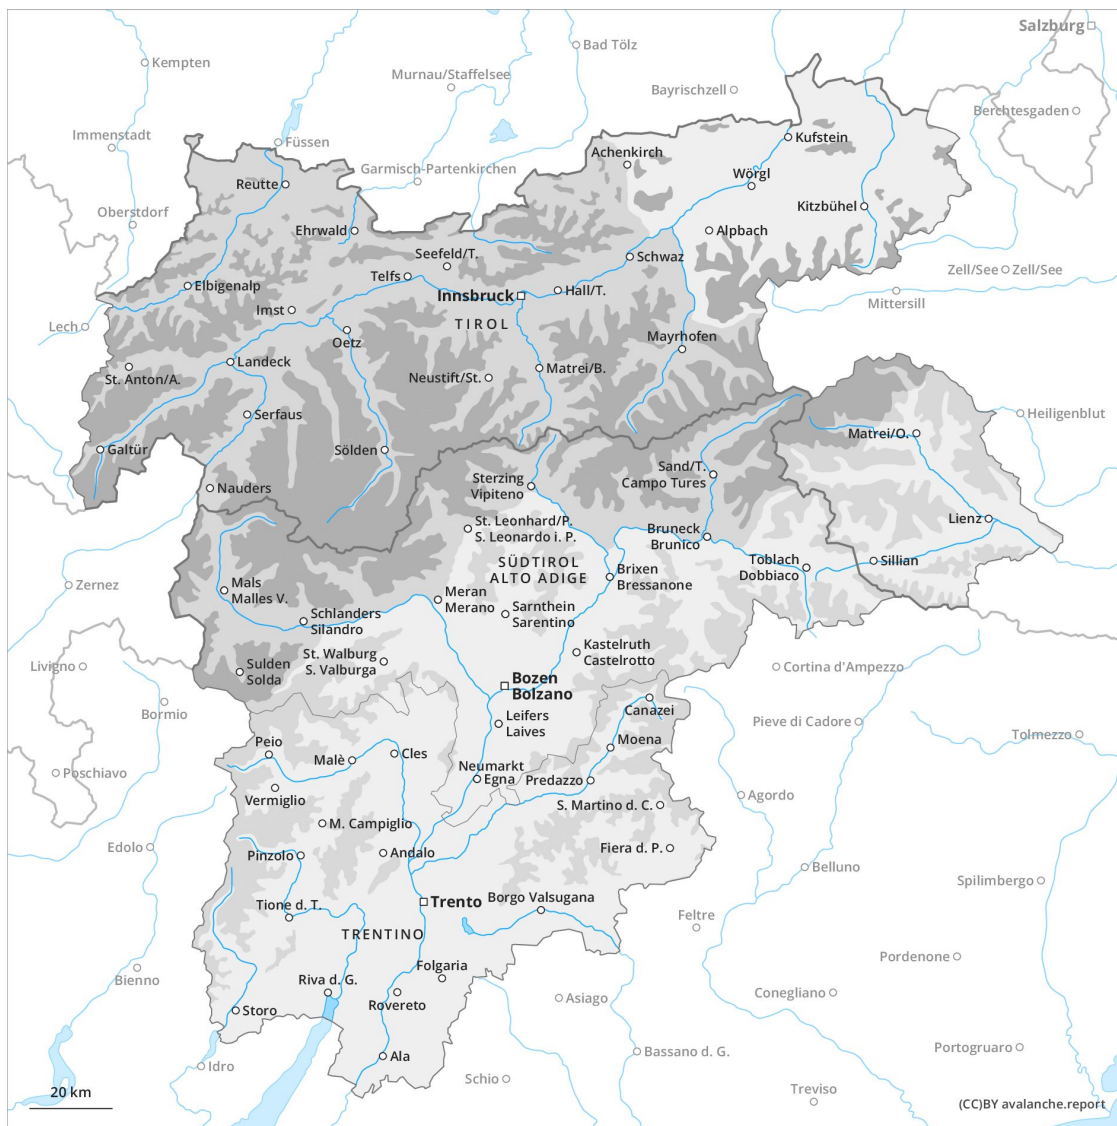 Salzburg
Bad Tölz
Kempten
Murnau/Staffelsee
Bayrischzell
Berchtesgaden
Immenstadt
Füssen
Kufstein
Achenkirch
Garmisch-Partenkirchen
Wörgl
Reutte
Oberstdorf
Kitzbühel
Ehrwald
Alpbach
Seefeld/T.
Schwaz
Telfs
Zell/See
Zell/See
Elbigenalp
Innsbruck
Hall/T.
Mittersill
Imst
Lech
TIROL
Oetz
Mayrhofen
Landeck
St. Anton/A.
Neustift/St.
Matrei/B.
Serfaus
Heiligenblut
Matrei/O.
Galtür
Sölden
Sand/T.
Campo Tures
Sterzing
Vipiteno
Nauders
Lienz
St. Leonhard/P.
S. Leonardo i. P.
Bruneck
Brunico
SÜDTIROL
ALTO ADIGE
Toblach
Dobbiaco
Sillian
Brixen
Bressanone
Zernez
Mals
Malles V.
Meran
Merano
Sarnthein
Sarentino
Schlanders
Silandro
Kastelruth
Castelrotto
St. Walburg
S. Valburga
Livigno
Sulden
Solda
Cortina d'Ampezzo
Bozen
Bolzano
Bormio
Canazei
Leifers
Laives
Pieve di Cadore
Tolmezzo
Peio
Malè
Cles
Moena
Poschiavo
Neumarkt
Egna
Predazzo
Vermiglio
S. Martino d. C.
Agordo
M. Campiglio
Edolo
Pinzolo
Andalo
Fiera d. P.
Belluno
Spilimbergo
Tione d. T.
Trento
Borgo Valsugana
Feltre
TRENTINO
Pordenone
Bienno
Folgaria
Riva d. G.
Rovereto
Asiago
Conegliano
Storo
Ala
Bassano d. G.
Portogruaro
Idro
Schio
20 km
Treviso
(CC)BY avalanche.report